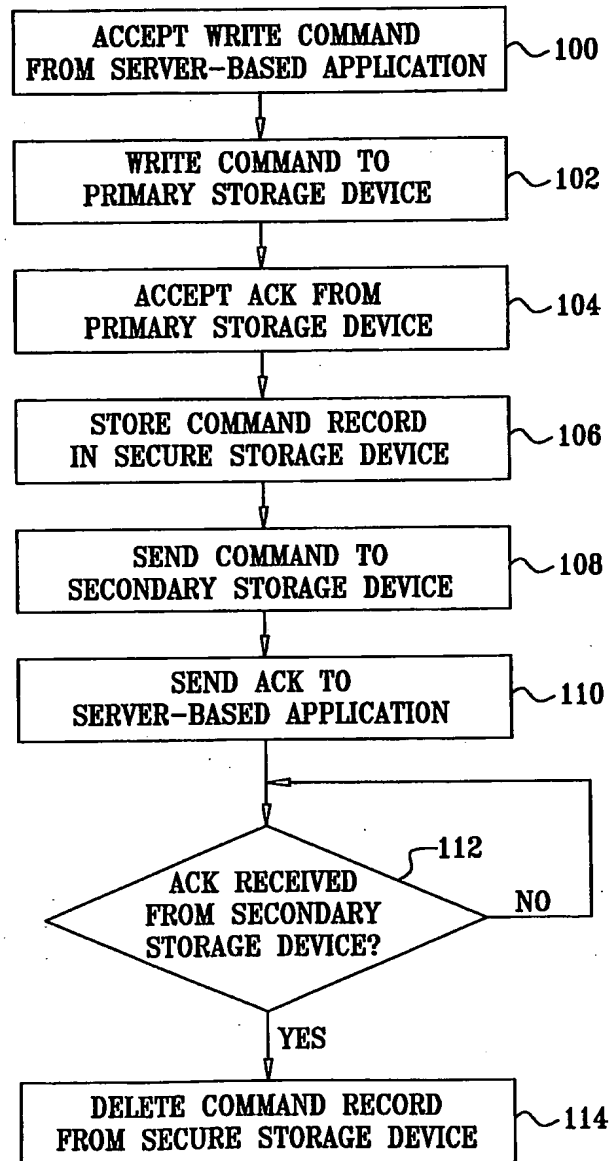 ACCEPT WRITE COMMAND
FROM SERVER-BASED APPLICATION
100
WRITE COMMAND TO
PRIMARY STORAGE DEVICE
102
ACCEPT ACK FROM
PRIMARY STORAGE DEVICE
104
STORE COMMAND RECORD
IN SECURE STORAGE DEVICE
106
SEND COMMAND TO
SECONDARY STORAGE DEVICE
108
SEND ACK TO
SERVER-BASED APPLICATION
110
112
ACK RECEIVED
FROM SECONDARY
STORAGE DEVICE?
NO
YES
DELETE COMMAND RECORD
FROM SECURE STORAGE DEVICE
114